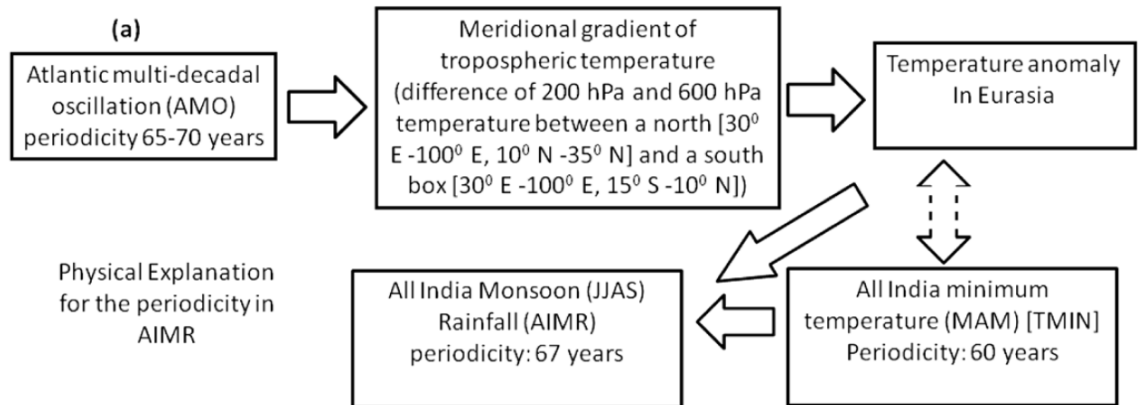 (a)
Atlantic multi-decadal
oscillation (AMO)
periodicity 65-70 years
Meridional gradient of
tropospheric temperature
(difference of 200 hPa and 600 hPa
temperature between a north [30⁰
E -100⁰ E, 10⁰ N -35⁰ N] and a south
box [30⁰ E -100⁰ E, 15⁰ S -10⁰ N])
Temperature anomaly
In Eurasia
Physical Explanation
for the periodicity in
AIMR
All India Monsoon (JJAS)
Rainfall (AIMR)
periodicity: 67 years
All India minimum
temperature (MAM) [TMIN]
Periodicity: 60 years